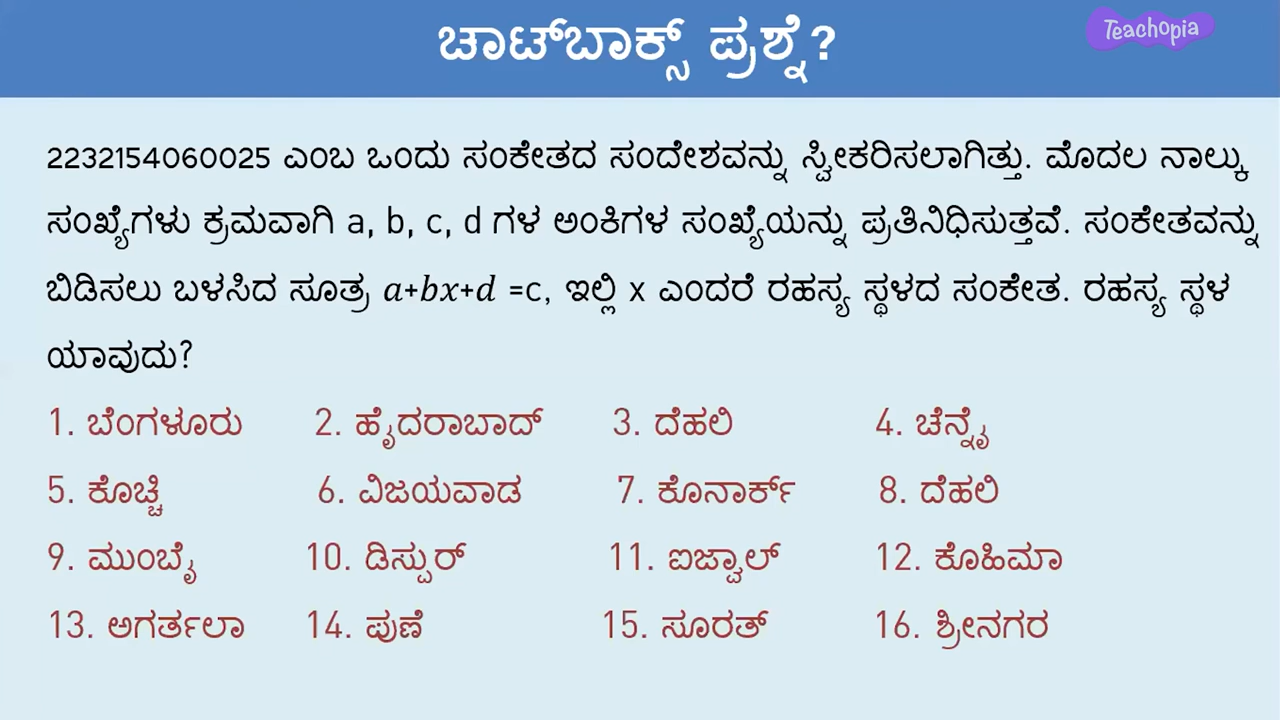 ಚಾಟ್‌ಬಾಕ್ಸ್ ಪ್ರಶ್ನೆ?
Teachopia
2232154060025 ಎಂಬ ಒಂದು ಸಂಕೇತದ ಸಂದೇಶವನ್ನು ಸ್ವೀಕರಿಸಲಾಗಿತ್ತು. ಮೊದಲ ನಾಲ್ಕು
ಸಂಖ್ಯೆಗಳು ಕ್ರಮವಾಗಿ a, b, c, d ಗಳ ಅಂಕಿಗಳ ಸಂಖ್ಯೆಯನ್ನು ಪ್ರತಿನಿಧಿಸುತ್ತವೆ. ಸಂಕೇತವನ್ನು
ಬಿಡಿಸಲು ಬಳಸಿದ ಸೂತ್ರ a+bx+d =c, ಇಲ್ಲಿ x ಎಂದರೆ ರಹಸ್ಯ ಸ್ಥಳದ ಸಂಕೇತ. ರಹಸ್ಯ ಸ್ಥಳ
ಯಾವುದು?
1. ಬೆಂಗಳೂರು 2. ಹೈದರಾಬಾದ್ 3. ದೆಹಲಿ 4. ಚೆನ್ನೈ
5. ಕೊಚ್ಚಿ 6. ವಿಜಯವಾಡ 7. ಕೊನಾರ್ಕ್ 8. ದೆಹಲಿ
9. ಮುಂಬೈ 10. ಡಿಸ್ಪುರ್ 11. ಐಜ್ವಾಲ್ 12. ಕೊಹಿಮಾ
13. ಅಗರ್ತಲಾ 14. ಪುಣೆ 15. ಸೂರತ್ 16. ಶ್ರೀನಗರ